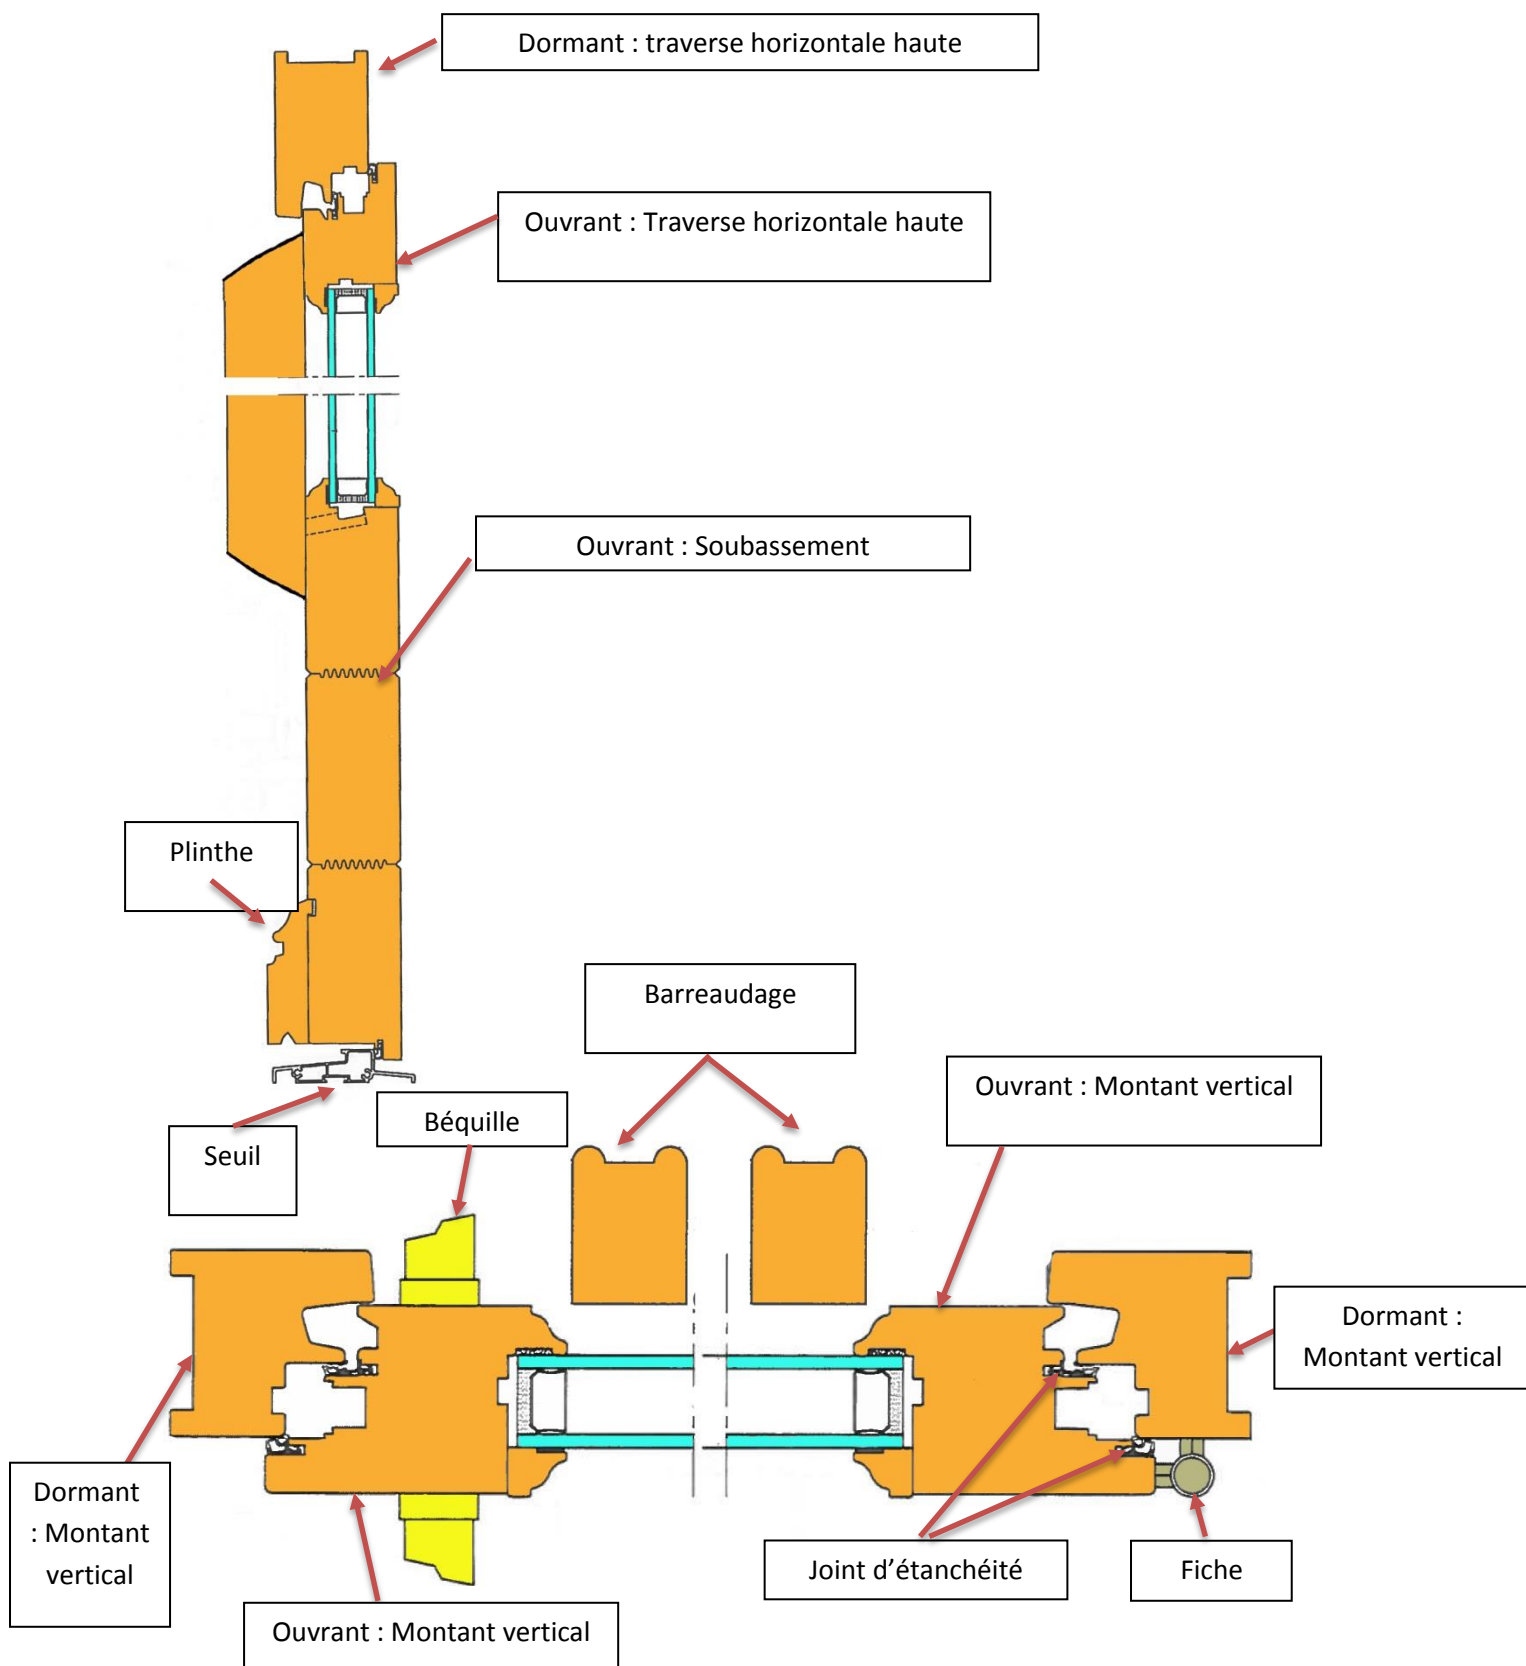 Dormant : traverse horizontale haute
Ouvrant : Traverse horizontale haute
Ouvrant : Soubassement
Plinthe
Barreaudage
Ouvrant : Montant vertical
Béquille
Seuil
Dormant :
Montant vertical
Dormant
: Montant
vertical
Joint d’étanchéité
Fiche
Ouvrant : Montant vertical